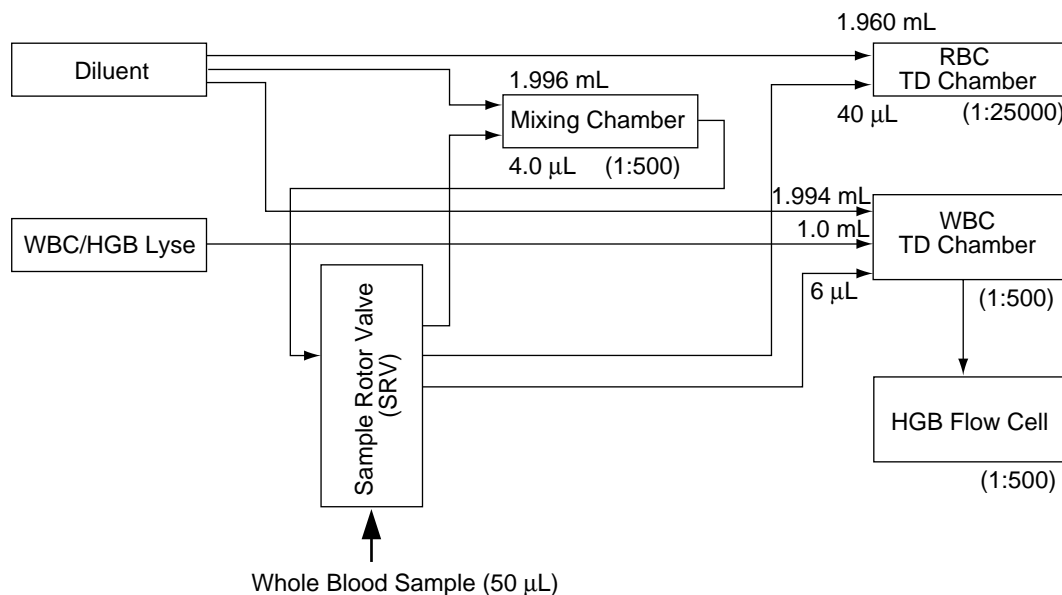 1.960 mL
Diluent
RBC
TD Chamber
(1:25000)
1.996 mL
Mixing Chamber
40 μL
4.0 μL (1:500)
1.994 mL
WBC/HGB Lyse
1.0 mL
WBC
TD Chamber
6 μL
(1:500)
Sample Rotor Valve
(SRV)
HGB Flow Cell
(1:500)
Whole Blood Sample (50 μL)